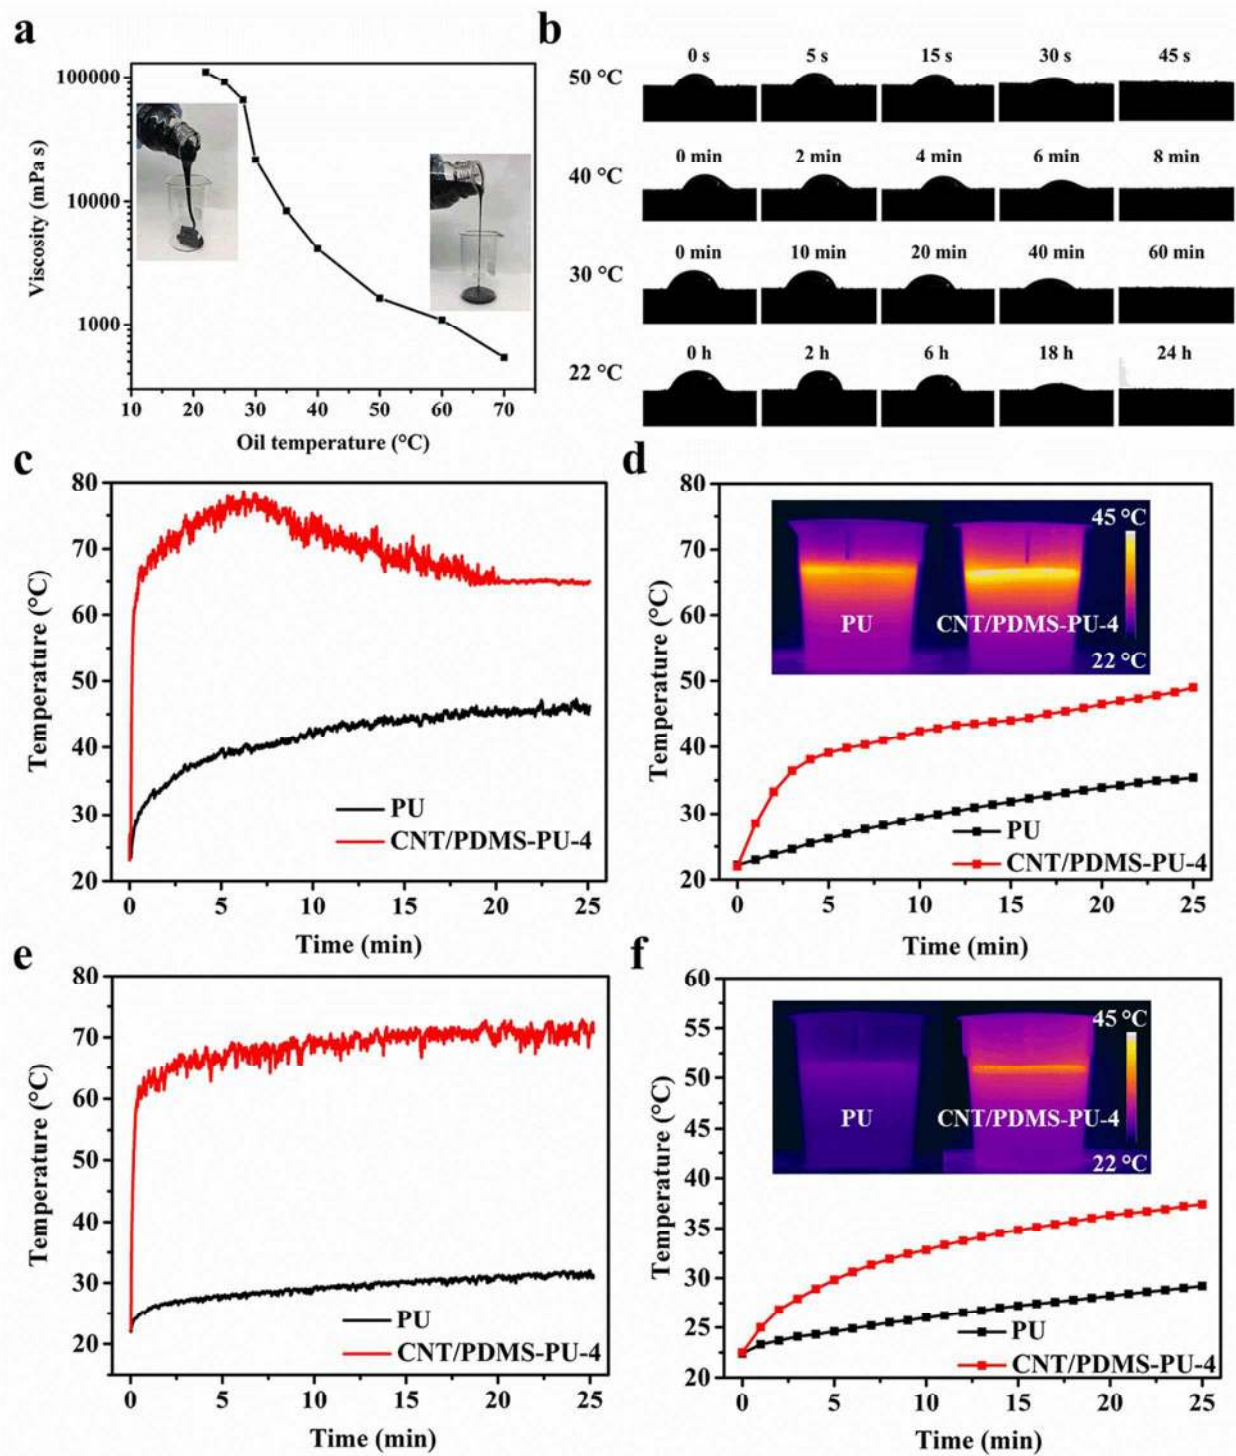 a
100000
10000
1000
Viscosity (mPa s)
10 20 30 40 50 60 70
Oil temperature (°C)
b
0 s 5 s 15 s 30 s 45 s
50 °C
0 min 2 min 4 min 6 min 8 min
40 °C
0 min 10 min 20 min 40 min 60 min
30 °C
0 h 2 h 6 h 18 h 24 h
22 °C
c
80
70
60
50
40
30
20
Temperature (°C)
PU
CNT/PDMS-PU-4
0 5 10 15 20 25
Time (min)
d
80
70
60
50
40
30
20
Temperature (°C)
45 °C
PU CNT/PDMS-PU-4
22 °C
PU
CNT/PDMS-PU-4
0 5 10 15 20 25
Time (min)
e
80
70
60
50
40
30
20
Temperature (°C)
PU
CNT/PDMS-PU-4
0 5 10 15 20 25
Time (min)
f
60
55
50
45
40
35
30
25
20
Temperature (°C)
45 °C
PU CNT/PDMS-PU-4
22 °C
PU
CNT/PDMS-PU-4
0 5 10 15 20 25
Time (min)